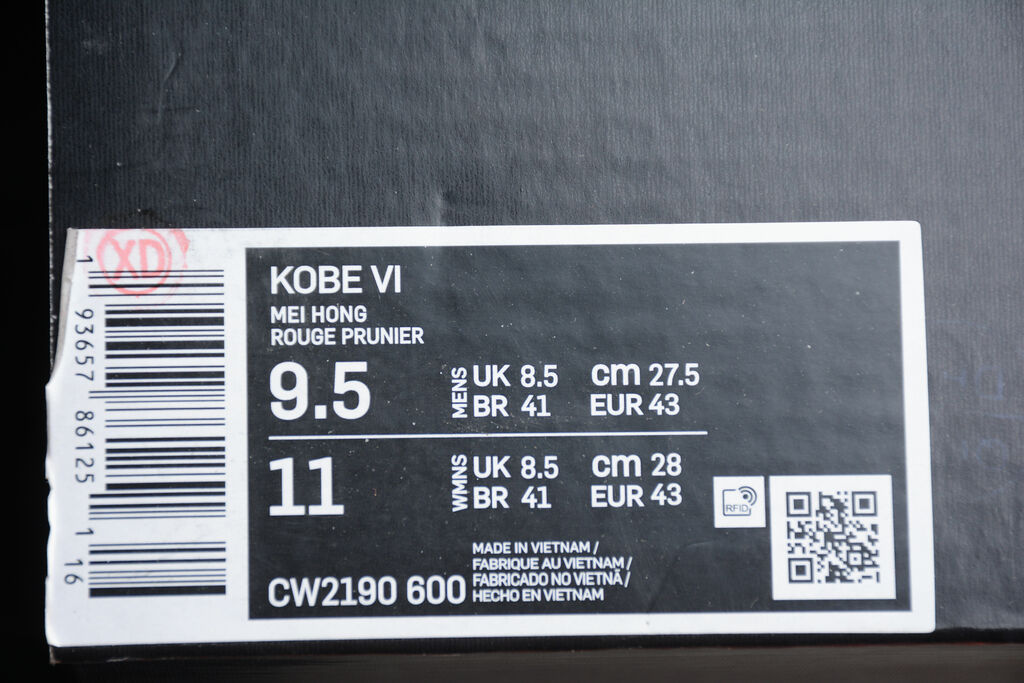 XD
1 93657 86125 1 16
KOBE VI
MEI HONG
ROUGE PRUNIER
9.5
MENS
UK 8.5 cm 27.5
BR 41 EUR 43
11
WMNS
UK 8.5 cm 28
BR 41 EUR 43
RFID
MADE IN VIETNAM /
FABRIQUE AU VIETNAM /
FABRICADO NO VIETNÃ /
HECHO EN VIETNAM
CW2190 600